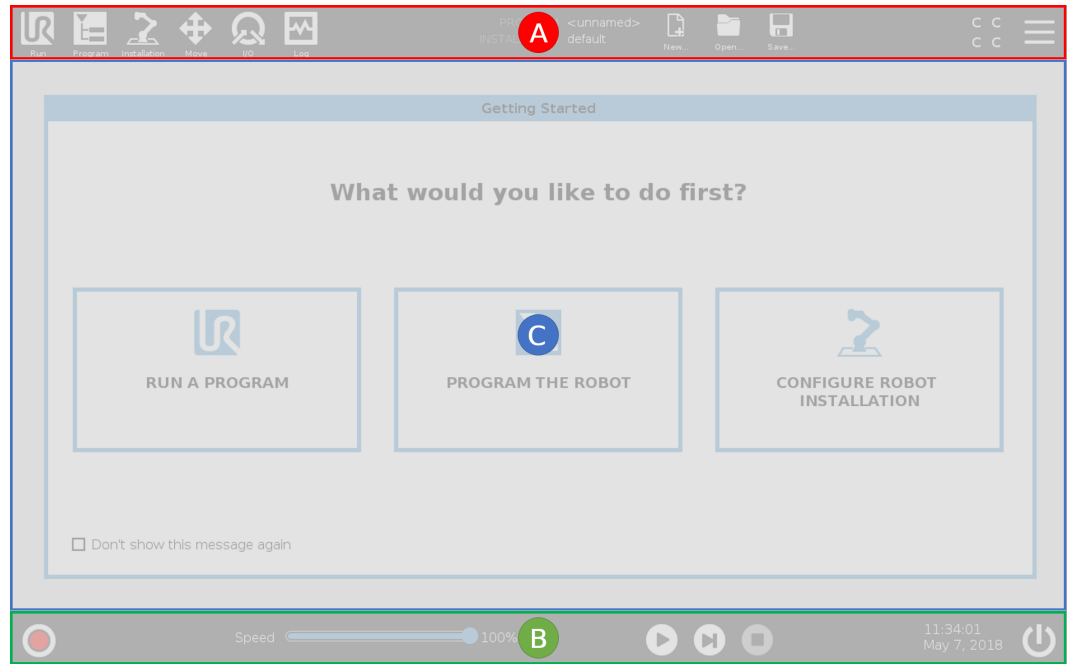 Run Program Installation Move I/O Log
PRO A <unnamed> New... Open... Save...
INSTAL default
C C
C C
Getting Started
What would you like to do first?
C
RUN A PROGRAM
PROGRAM THE ROBOT
CONFIGURE ROBOT
INSTALLATION
Don't show this message again
Speed 100% B
11:34:01
May 7, 2018